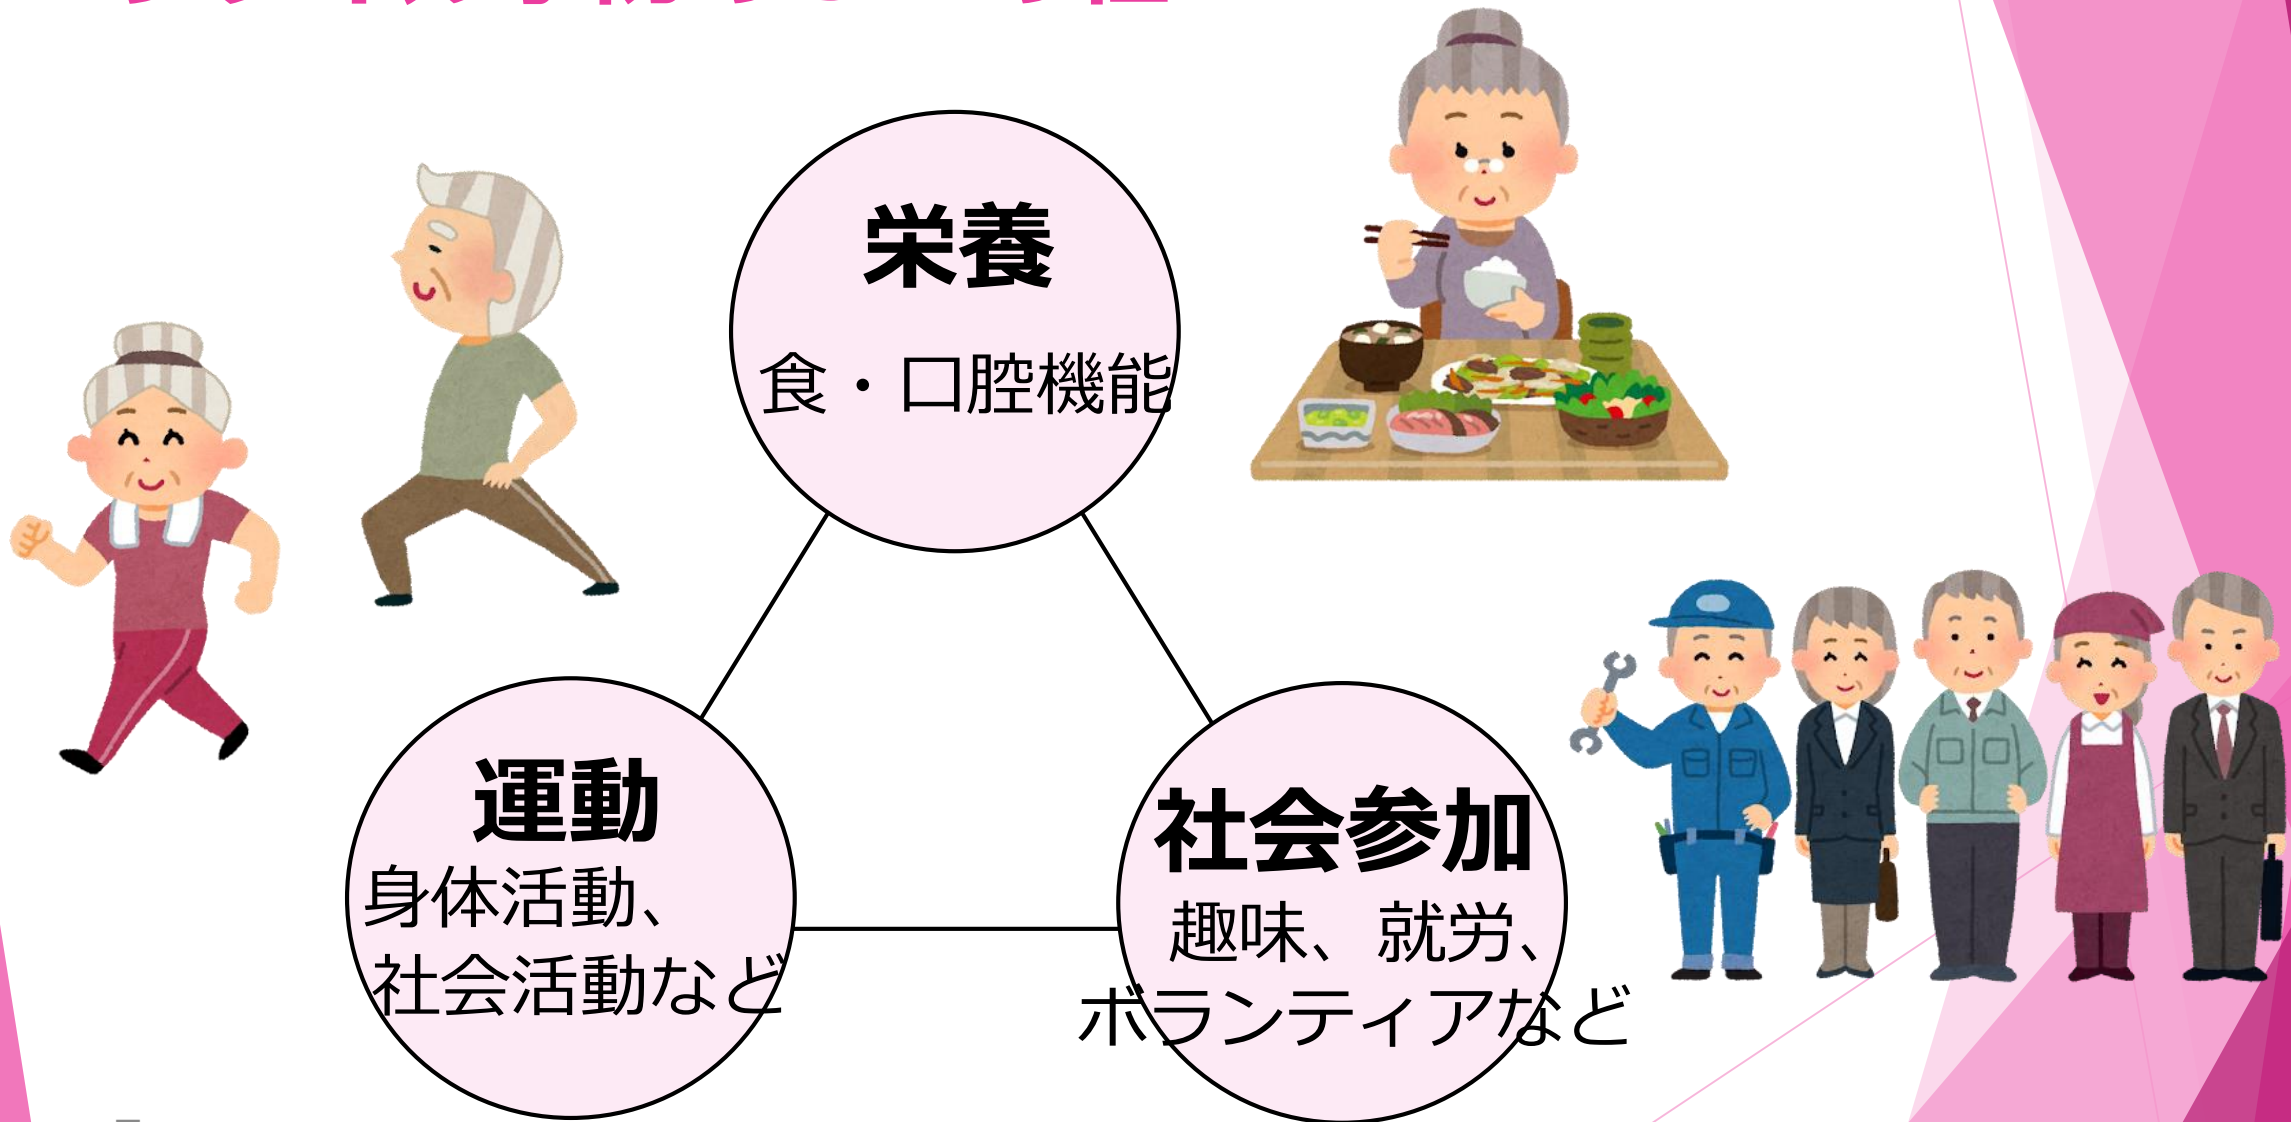 栄養
食・口腔機能
運動
身体活動、
社会活動など
社会参加
趣味、就労、
ボランティアなど